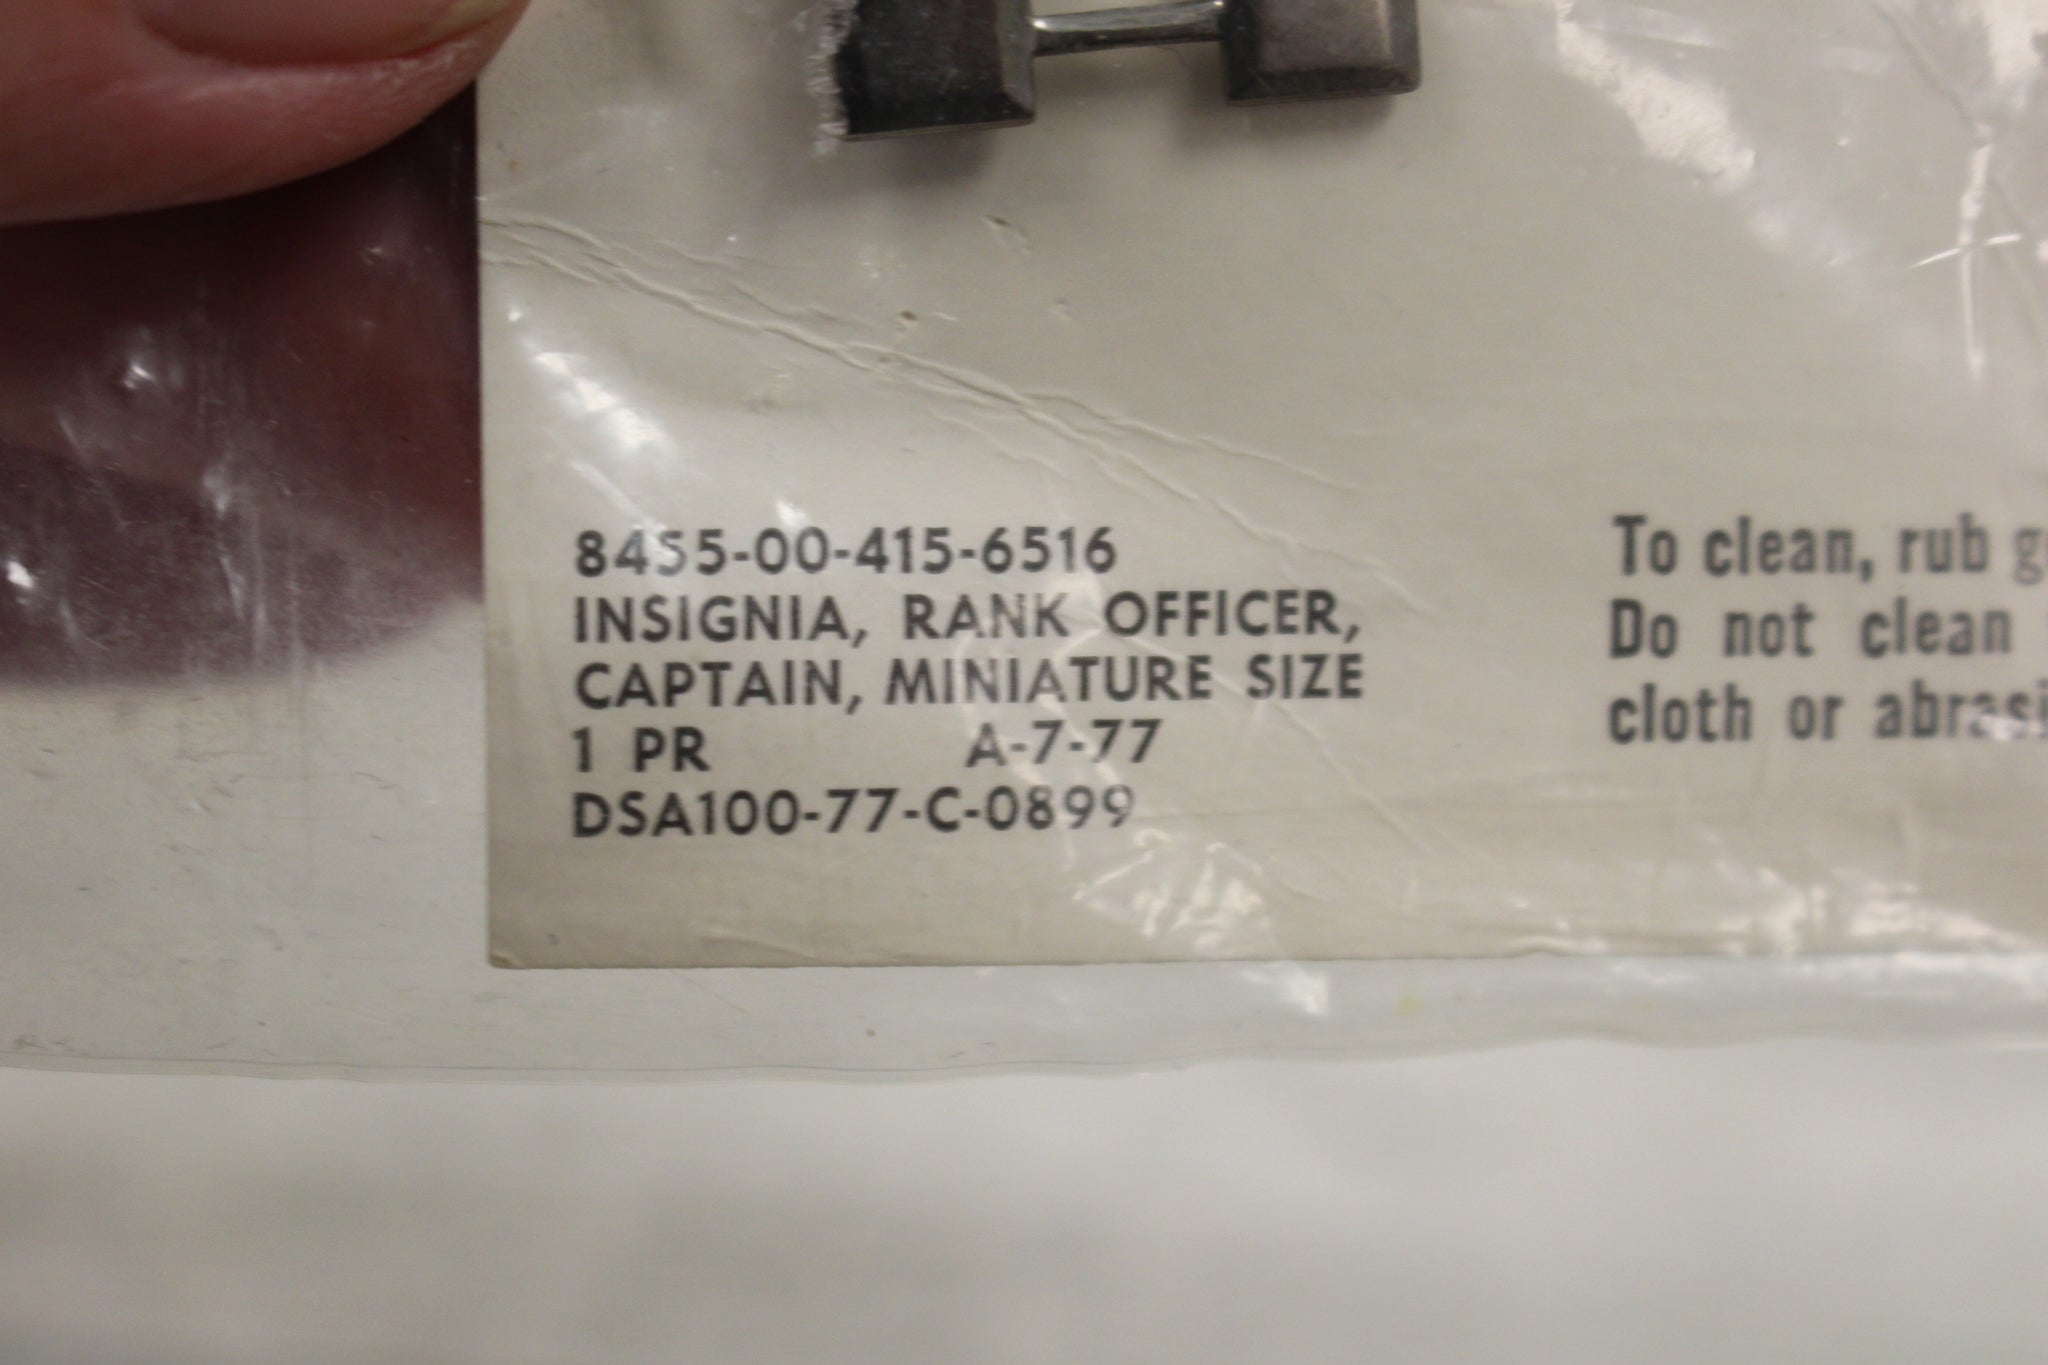 8455-00-415-6516
INSIGNIA, RANK OFFICER,
CAPTAIN, MINIATURE SIZE
1 PR A-7-77
DSA100-77-C-0899
To clean, rub
Do not clean
cloth or